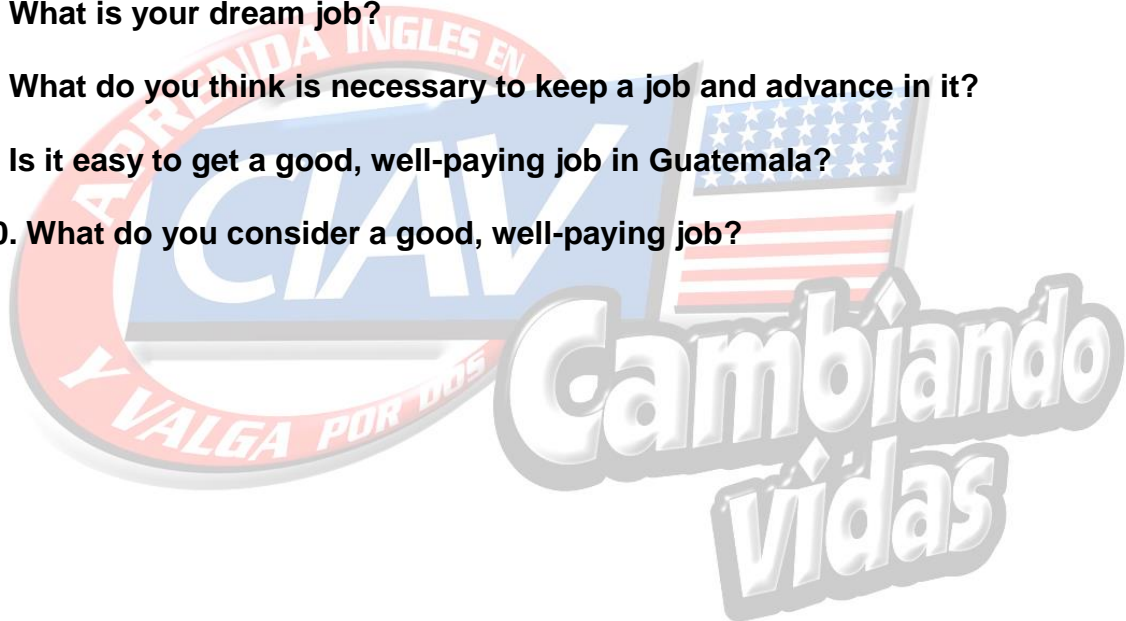 What is your dream job?
What do you think is necessary to keep a job and advance in it?
Is it easy to get a good, well-paying job in Guatemala?
0. What do you consider a good, well-paying job?
APRENDA INGLES EN
CIAV
Y VALGA POR DOS
Cambiando
vidas